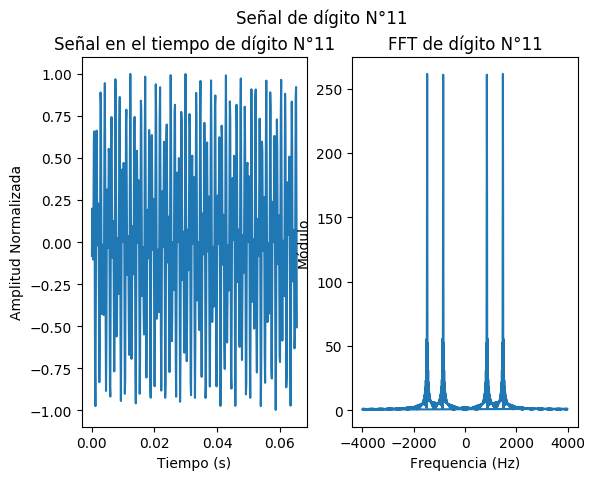 Señal de dígito N°11
Señal en el tiempo de dígito N°11
FFT de dígito N°11
Amplitud Normalizada
1.00
0.75
0.50
0.25
0.00
−0.25
−0.50
−0.75
−1.00
0.00 0.02 0.04 0.06
Tiempo (s)
Módulo
250
200
150
100
50
0
−4000 −2000 0 2000 4000
Frequencia (Hz)